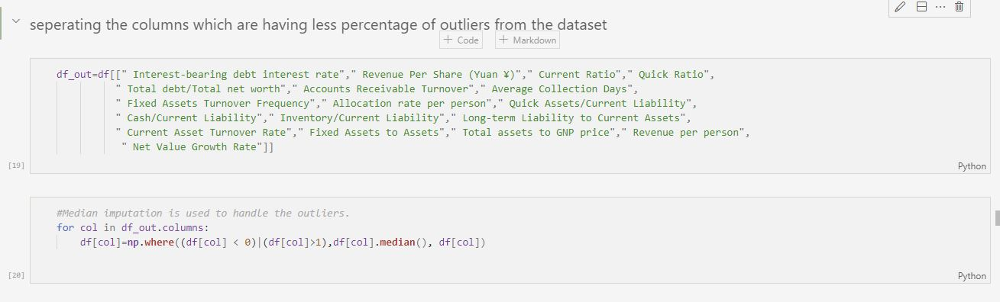 seperating the columns which are having less percentage of outliers from the dataset
+ Code + Markdown
df_out=df[[" Interest-bearing debt interest rate"," Revenue Per Share (Yuan ¥)"," Current Ratio"," Quick Ratio",
" Total debt/Total net worth"," Accounts Receivable Turnover"," Average Collection Days",
" Fixed Assets Turnover Frequency"," Allocation rate per person"," Quick Assets/Current Liability",
" Cash/Current Liability"," Inventory/Current Liability"," Long-term Liability to Current Assets",
" Current Asset Turnover Rate"," Fixed Assets to Assets"," Total assets to GNP price"," Revenue per person",
" Net Value Growth Rate"]]
[19]
Python
#Median imputation is used to handle the outliers.
for col in df_out.columns:
df[col]=np.where((df[col] < 0)|(df[col]>1),df[col].median(), df[col])
[20]
Python